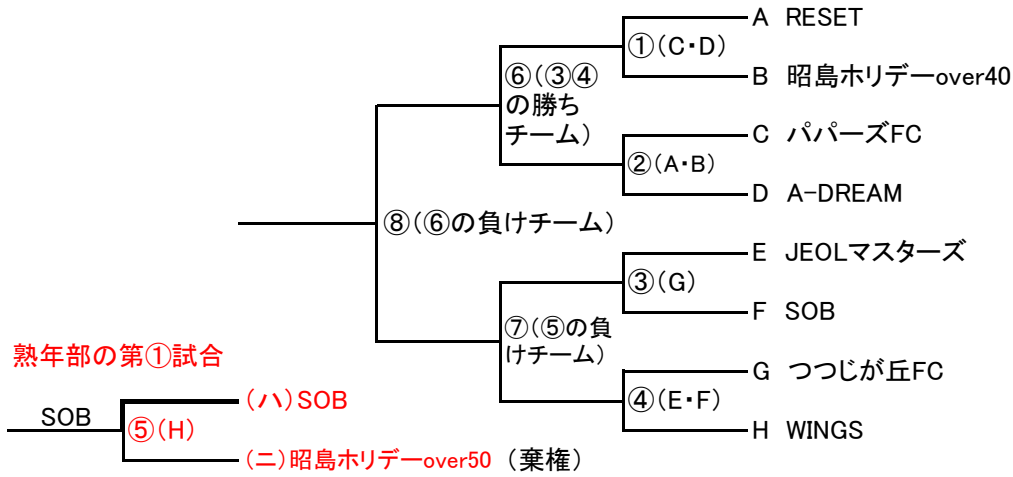 A RESET
①(C・D)
⑥(③④
の勝ち
チーム)
B 昭島ホリデーover40
C パパーズFC
②(A・B)
D A-DREAM
⑧(⑥の負けチーム)
E JEOLマスターズ
③(G)
F SOB
⑦(⑤の負
けチーム)
G つつじが丘FC
④(E・F)
H WINGS
熟年部の第①試合
SOB
(ハ)SOB
⑤(H)
(ニ)昭島ホリデーover50 (棄権)